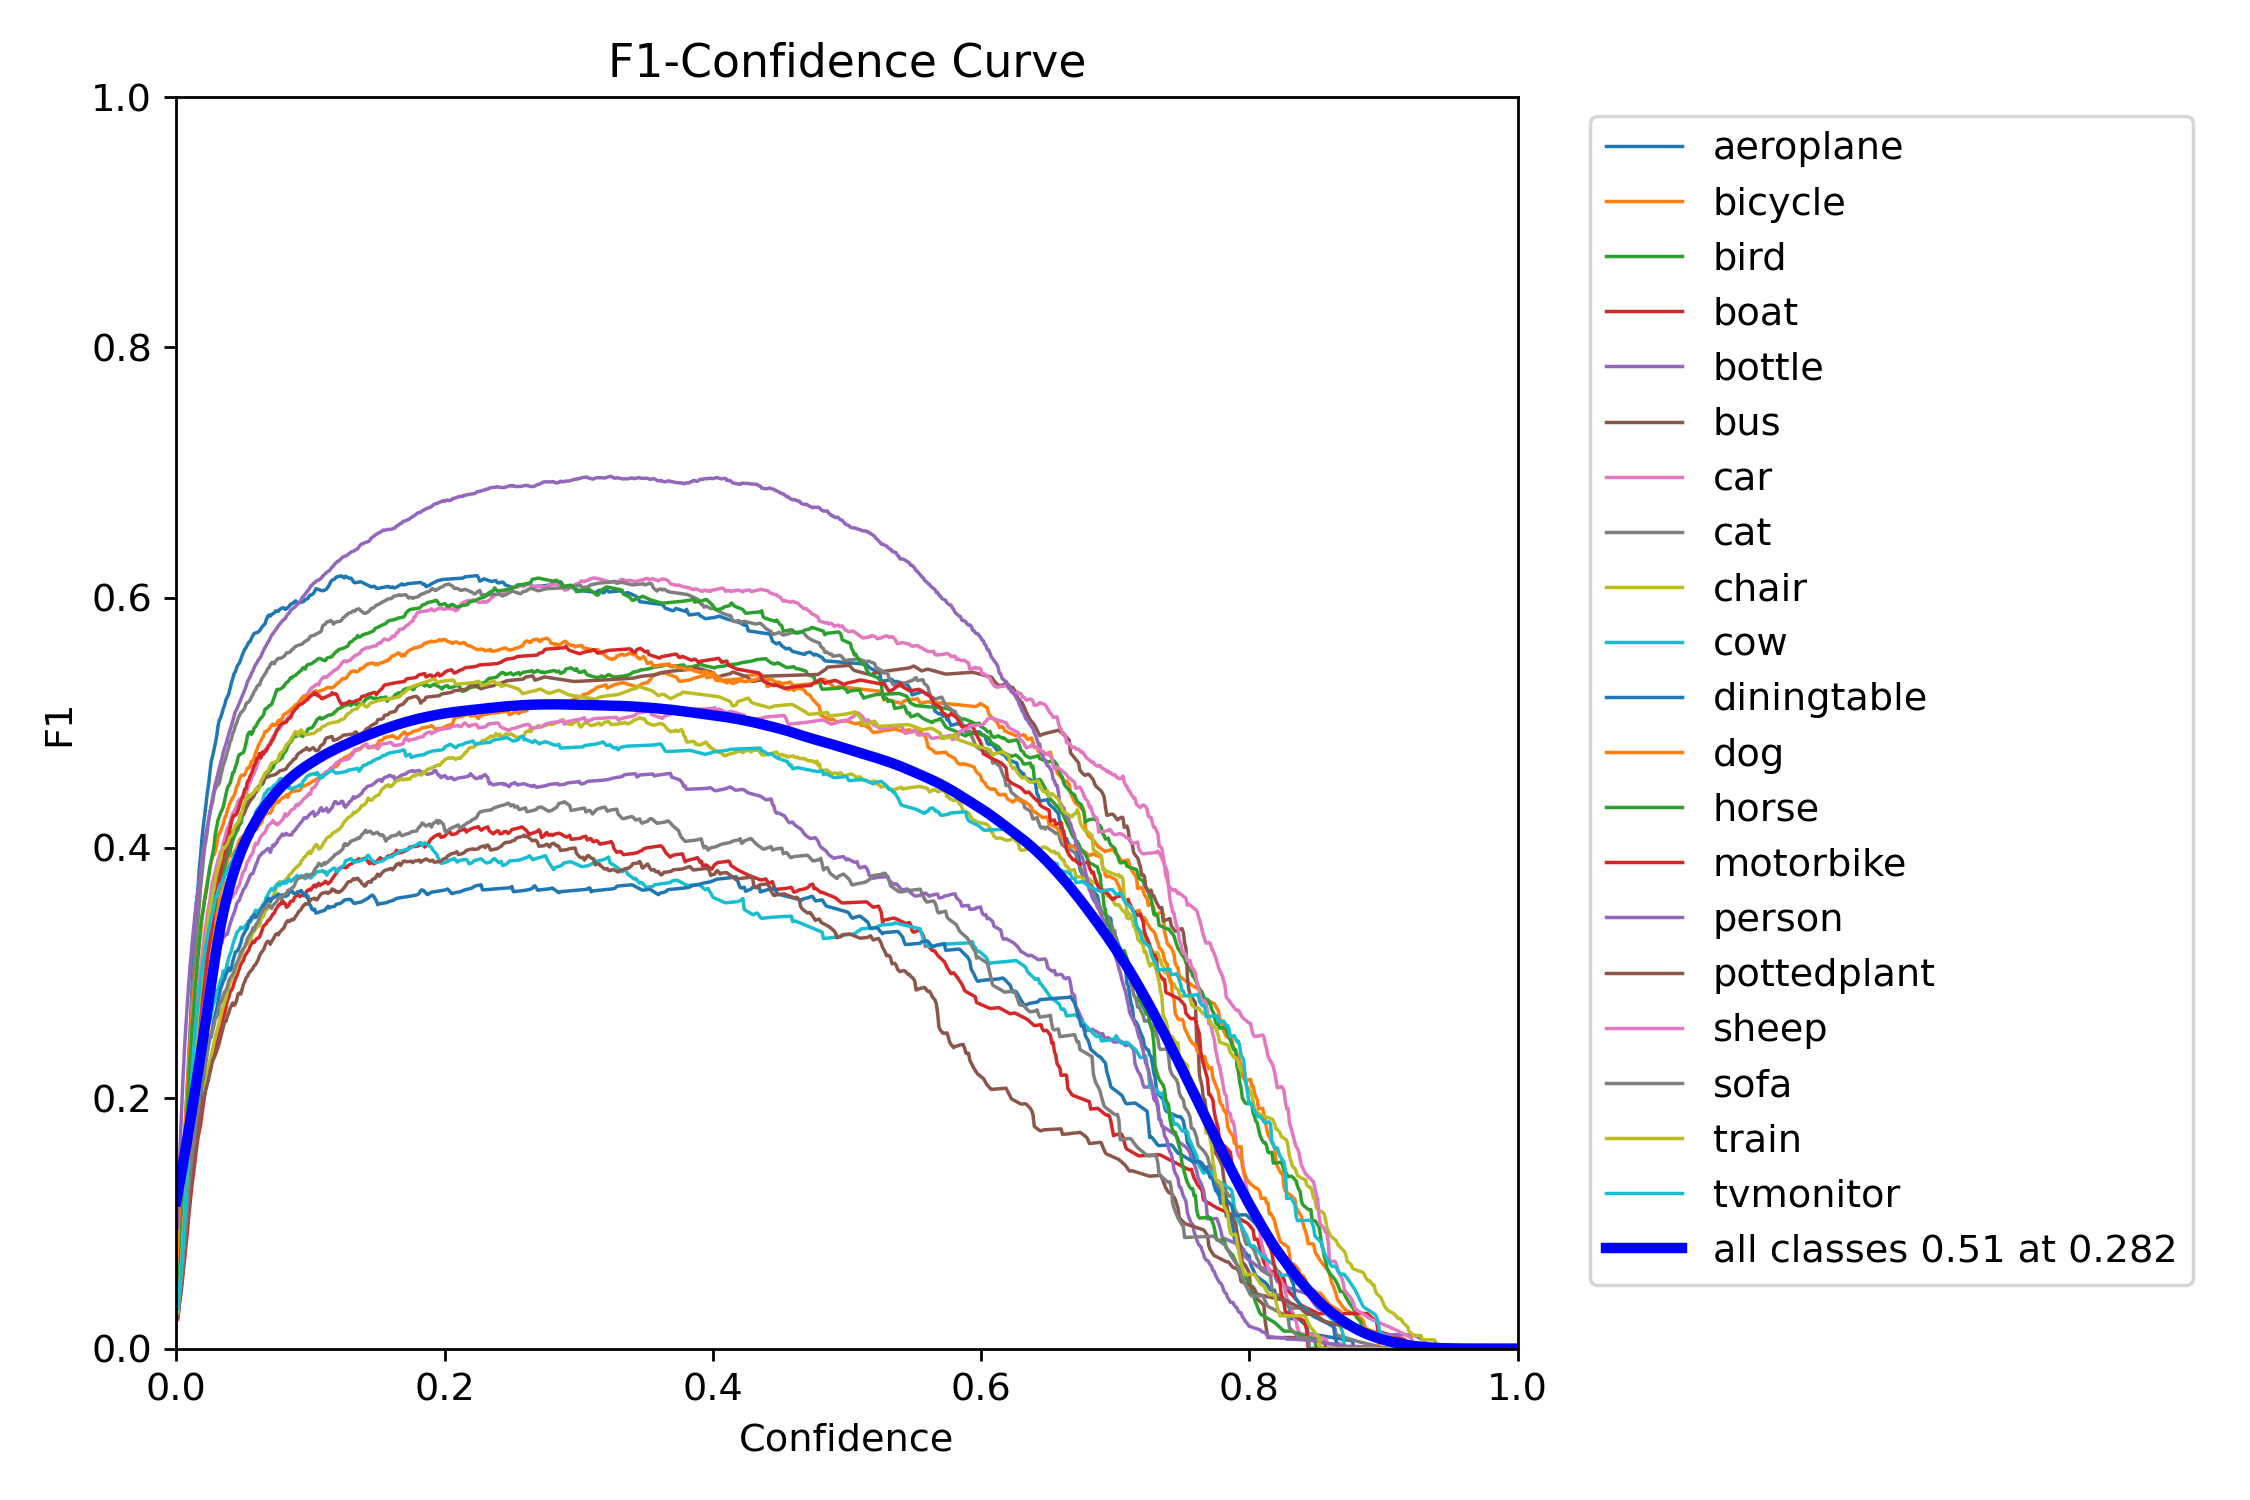 F1-Confidence Curve
1.0
0.8
0.6
0.4
0.2
0.0
F1
0.0 0.2 0.4 0.6 0.8 1.0
Confidence
aeroplane
bicycle
bird
boat
bottle
bus
car
cat
chair
cow
diningtable
dog
horse
motorbike
person
pottedplant
sheep
sofa
train
tvmonitor
all classes 0.51 at 0.282